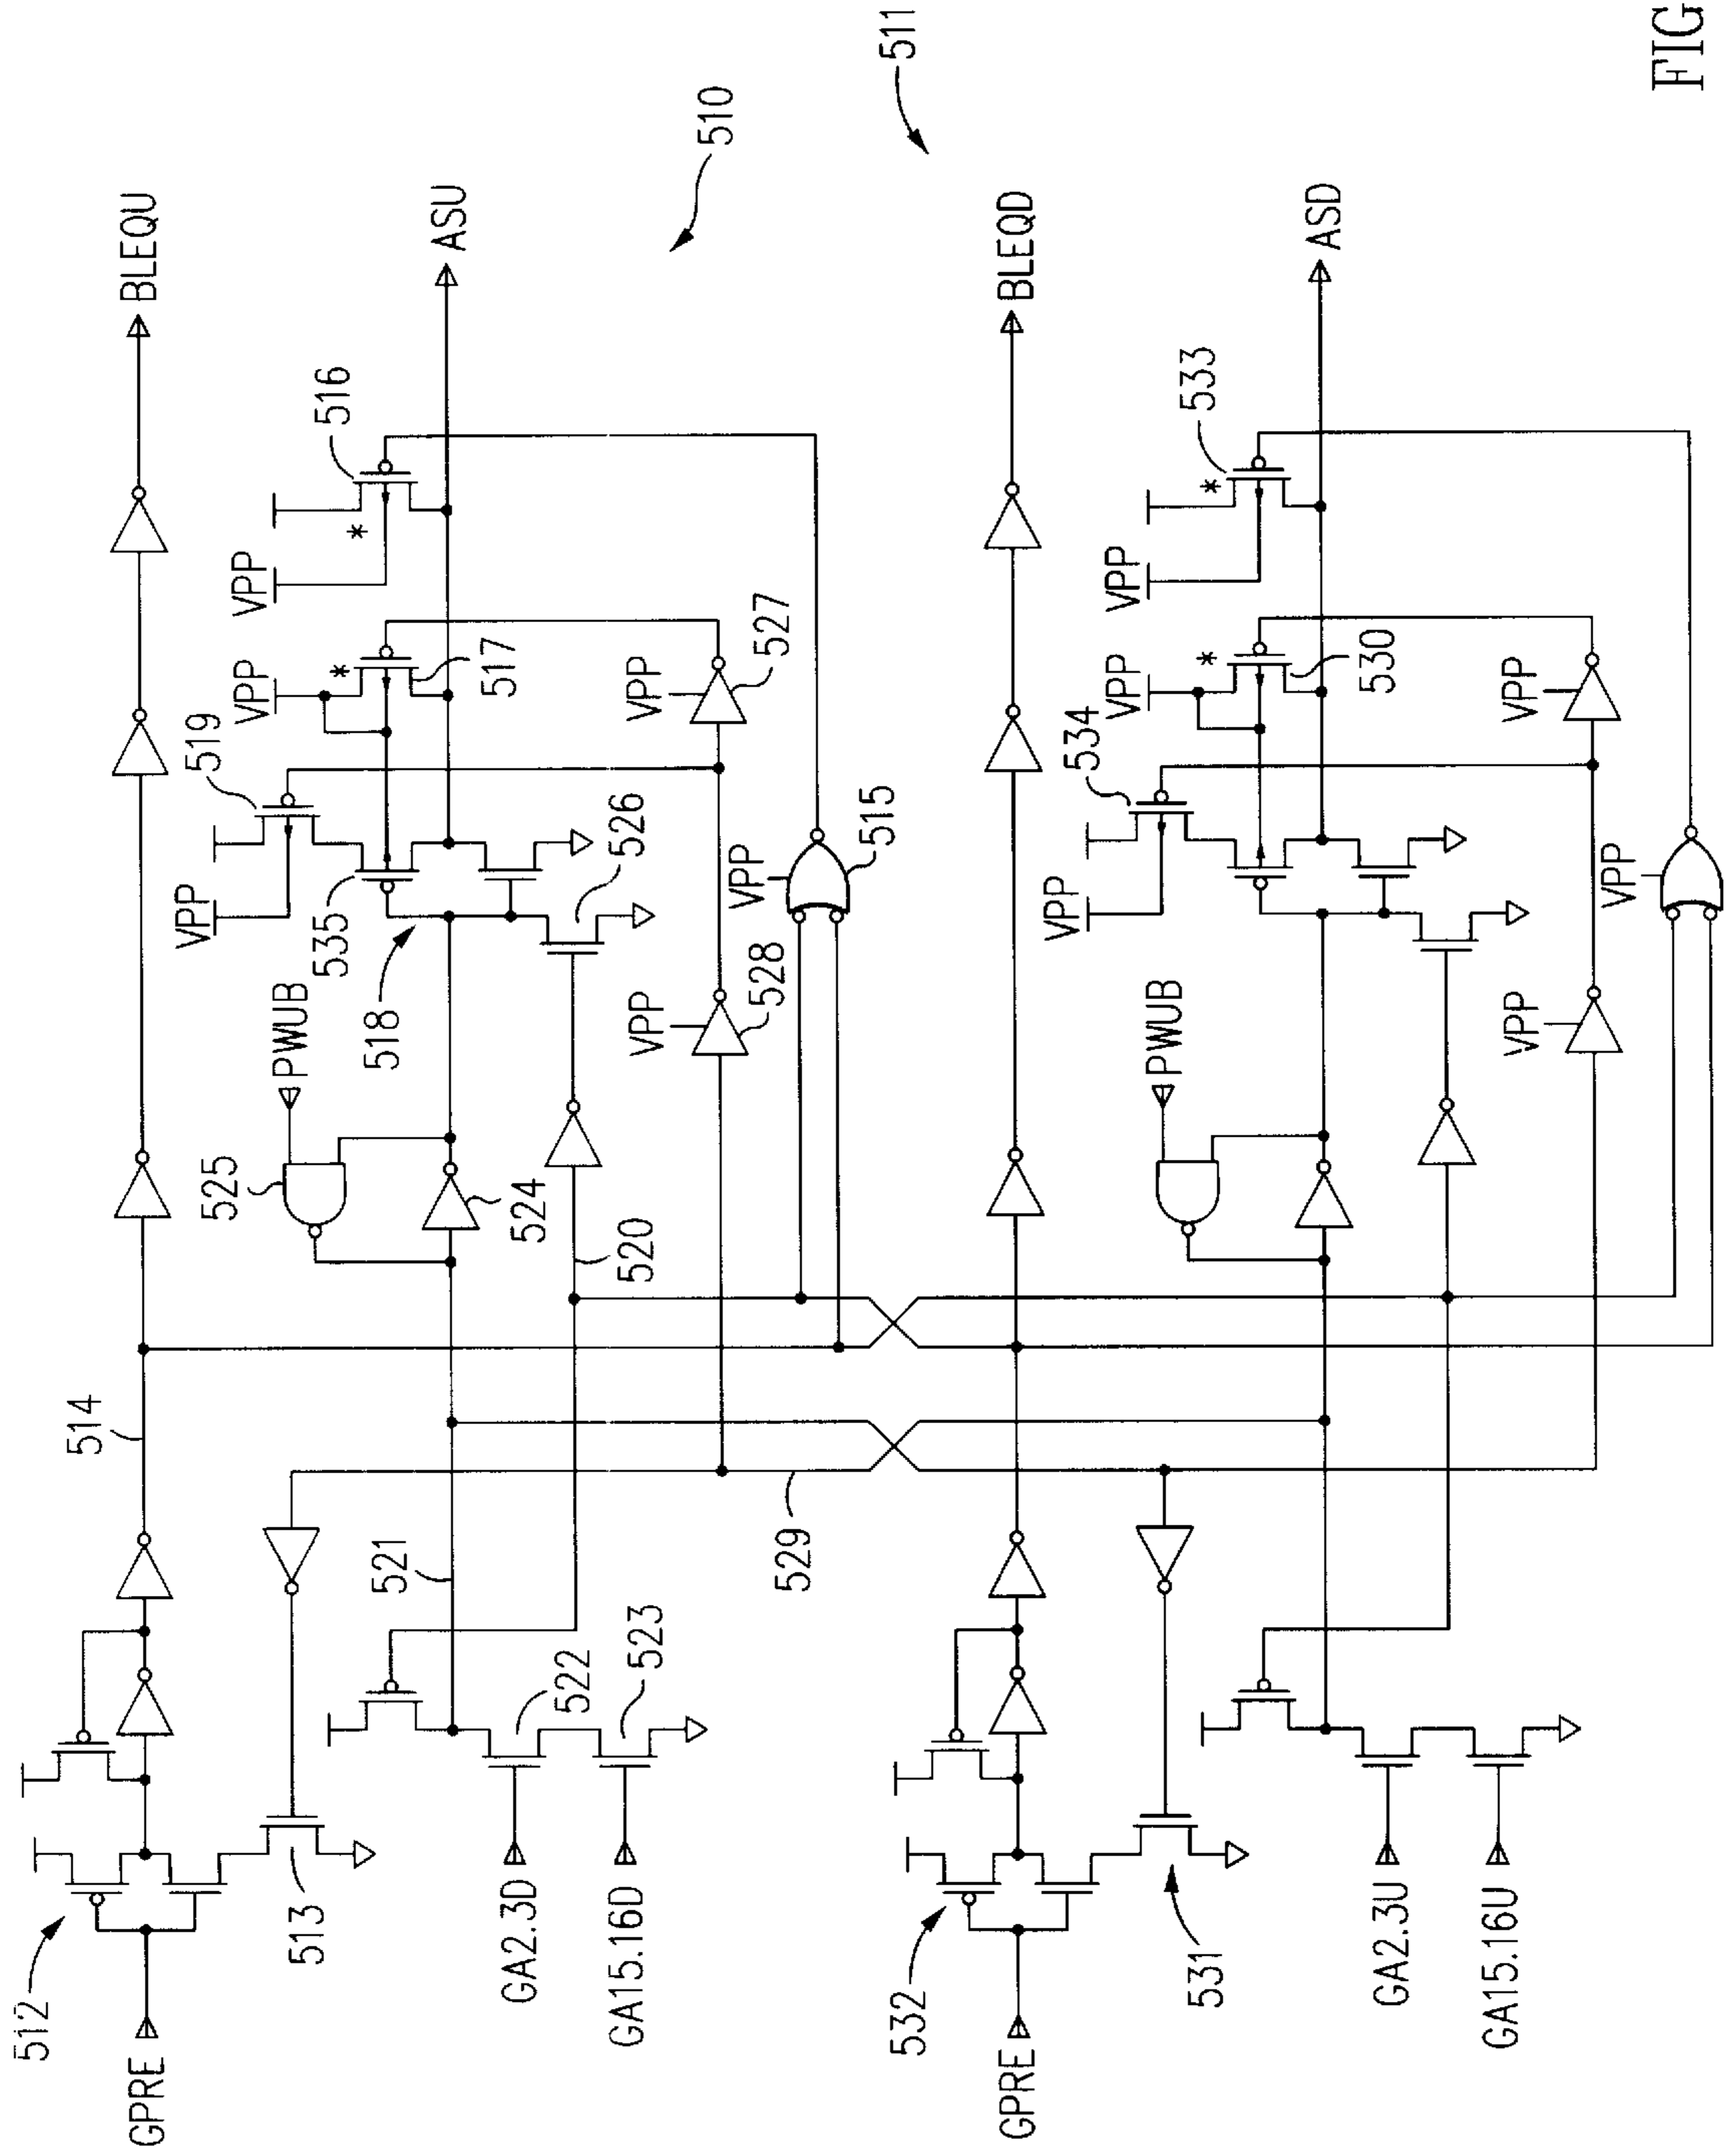 FIG
511
510
BLEQU
ASU
516
VPP
VPP
517
519
VPP
527
VPP
535
526
515
VPP
518
528
VPP
PWUB
525
524
520
514
529
521
522
523
513
512
GPRE
GA2.3D
GA15.16D
BLEQD
ASD
533
VPP
VPP
530
534
VPP
VPP
VPP
VPP
PWUB
532
531
GPRE
GA2.3U
GA15.16U
*
*
*
*